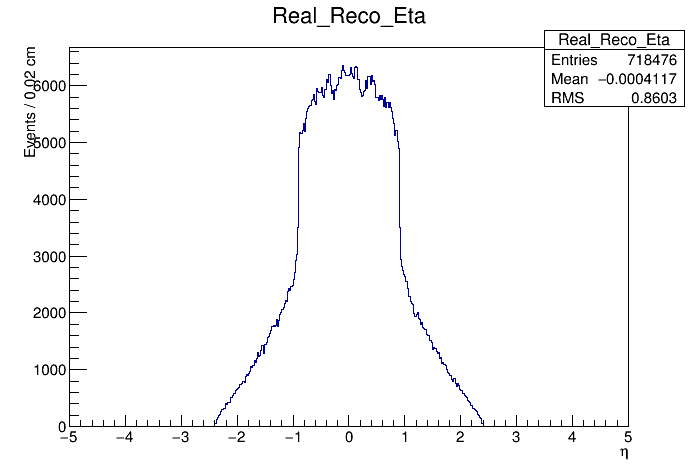 Real_Reco_Eta
Real_Reco_Eta
Entries 718476
Mean −0.0004117
RMS 0.8603
Events / 0.02 cm
6000
5000
4000
3000
2000
1000
0
−5 −4 −3 −2 −1 0 1 2 3 4 5
η